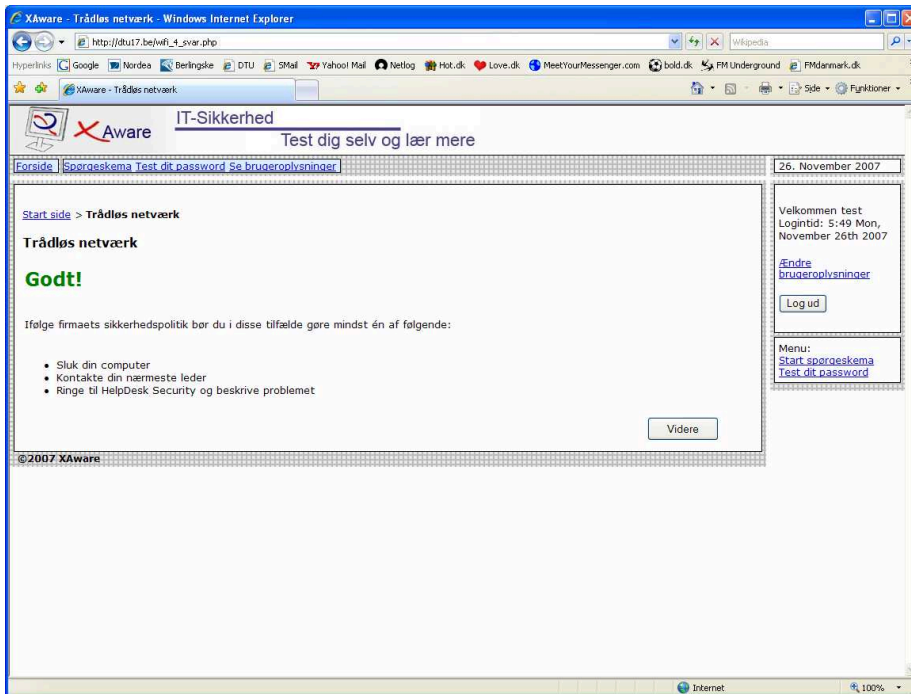 XAware - Trådløs netværk - Windows Internet Explorer
http://dtu17.be/wifi_4_svar.php
Wikipedia
Hyperlinks Google Nordea Berlingske DTU SMail Yahoo! Mail Netlog Hot.dk Love.dk MeetYourMessenger.com bold.dk FM Underground FMdanmark.dk
XAware - Trådløs netværk
Side
Funktioner
XAware
IT-Sikkerhed
Test dig selv og lær mere
Forside Spørgeskema Test dit password Se brugeroplysninger
26. November 2007
Start side > Trådløs netværk
Trådløs netværk
Godt!
Ifølge firmaets sikkerhedspolitik bør du i disse tilfælde gøre mindst én af følgende:
Sluk din computer
Kontakte din nærmeste leder
Ringe til HelpDesk Security og beskrive problemet
Videre
©2007 XAware
Velkommen test
Logintid: 5:49 Mon,
November 26th 2007
Ændre
brugeroplysninger
Log ud
Menu:
Start spørgeskema
Test dit password
Internet
100%